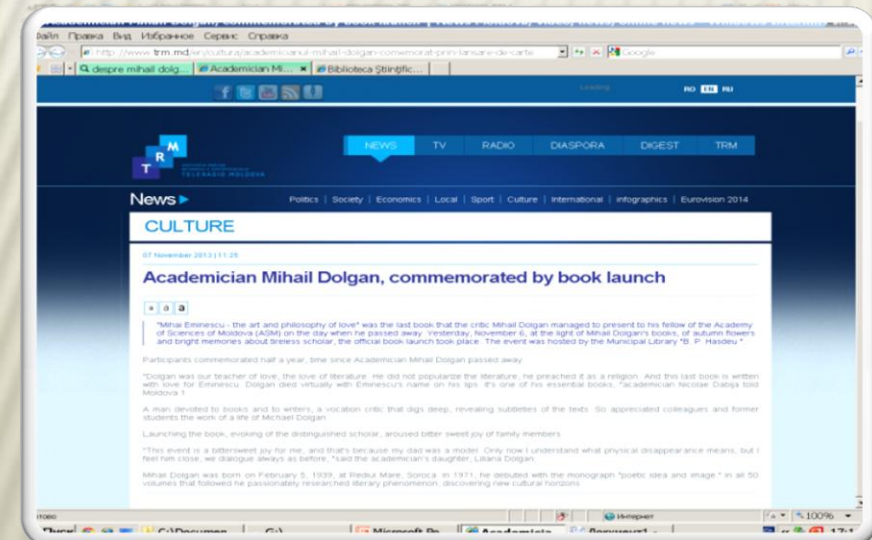 Файл Правка Вид Избранное Сервис Справка
http://www.trm.md/en/cultura/academicianul-mihail-dolgan-comemorat-prin-lansare-de-carte Google
despre mihail dolg... Academician Mi... Biblioteca Ştiinţific...
Loading RO EN RU
NEWS TV RADIO DIASPORA DIGEST TRM
TRM
TELERADIO MOLDOVA
News Politics | Society | Economics | Local | Sport | Culture | International | infographics | Eurovision 2014
CULTURE
07 November 2013 | 11:25
Academician Mihail Dolgan, commemorated by book launch
a a a
"Mihai Eminescu - the art and philosophy of love" was the last book that the critic Mihail Dolgan managed to present to his fellow of the Academy
of Sciences of Moldova (ASM) on the day when he passed away. Yesterday, November 6, at the light of Mihail Dolgan's books, of autumn flowers
and bright memories about tireless scholar, the official book launch took place. The event was hosted by the Municipal Library "B. P. Hasdeu."
Participants commemorated half a year, time since Academician Mihail Dolgan passed away.
"Dolgan was our teacher of love, the love of literature. He did not popularize the literature, he preached it as a religion. And this last book is written
with love for Eminescu. Dolgan died virtually with Eminescu's name on his lips. It's one of his essential books, "academician Nicolae Dabija told
Moldova 1.
A man devoted to books and to writers, a vocation critic that digs deep, revealing subtleties of the texts. So appreciated colleagues and former
students the work of a life of Michael Dolgan.
Launching the book, evoking of the distinguished scholar, aroused bitter sweet joy of family members.
"This event is a bittersweet joy for me, and that's because my dad was a model. Only now I understand what physical disappearance means, but I
feel him close, we dialogue always as before, "said the academician's daughter, Liliana Dolgan.
Mihail Dolgan was born on February 5, 1939, at Rediul Mare, Soroca. In 1971, he debuted with the monograph "poetic idea and image " in all 50
volumes that followed he passionately researched literary phenomenon, discovering new cultural horizons.
Готово Интернет 100%
Пуск C:\Documen... G:\ Microsoft Po... Academicia... Документ1 - ...